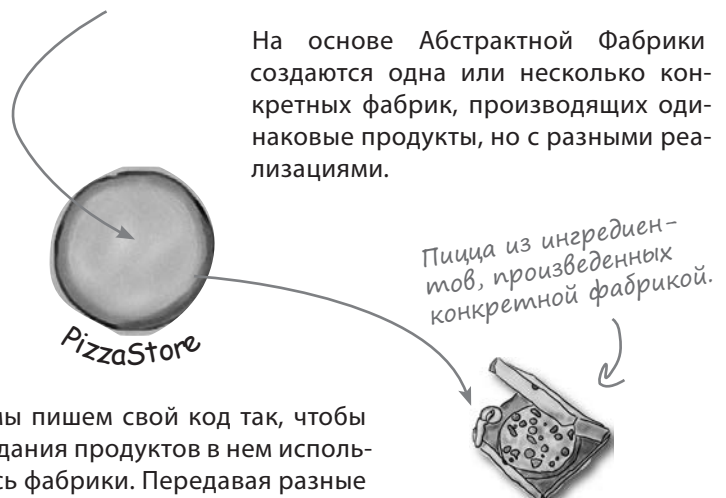 На основе Абстрактной Фабрики
создаются одна или несколько кон-
кретных фабрик, производящих оди-
наковые продукты, но с разными реа-
лизациями.
Пицца из ингредиен-
тов, произведенных
конкретной фабрикой.
PizzaStore
мы пишем свой код так, чтобы
дания продуктов в нем исполь-
сь фабрики. Передавая разные